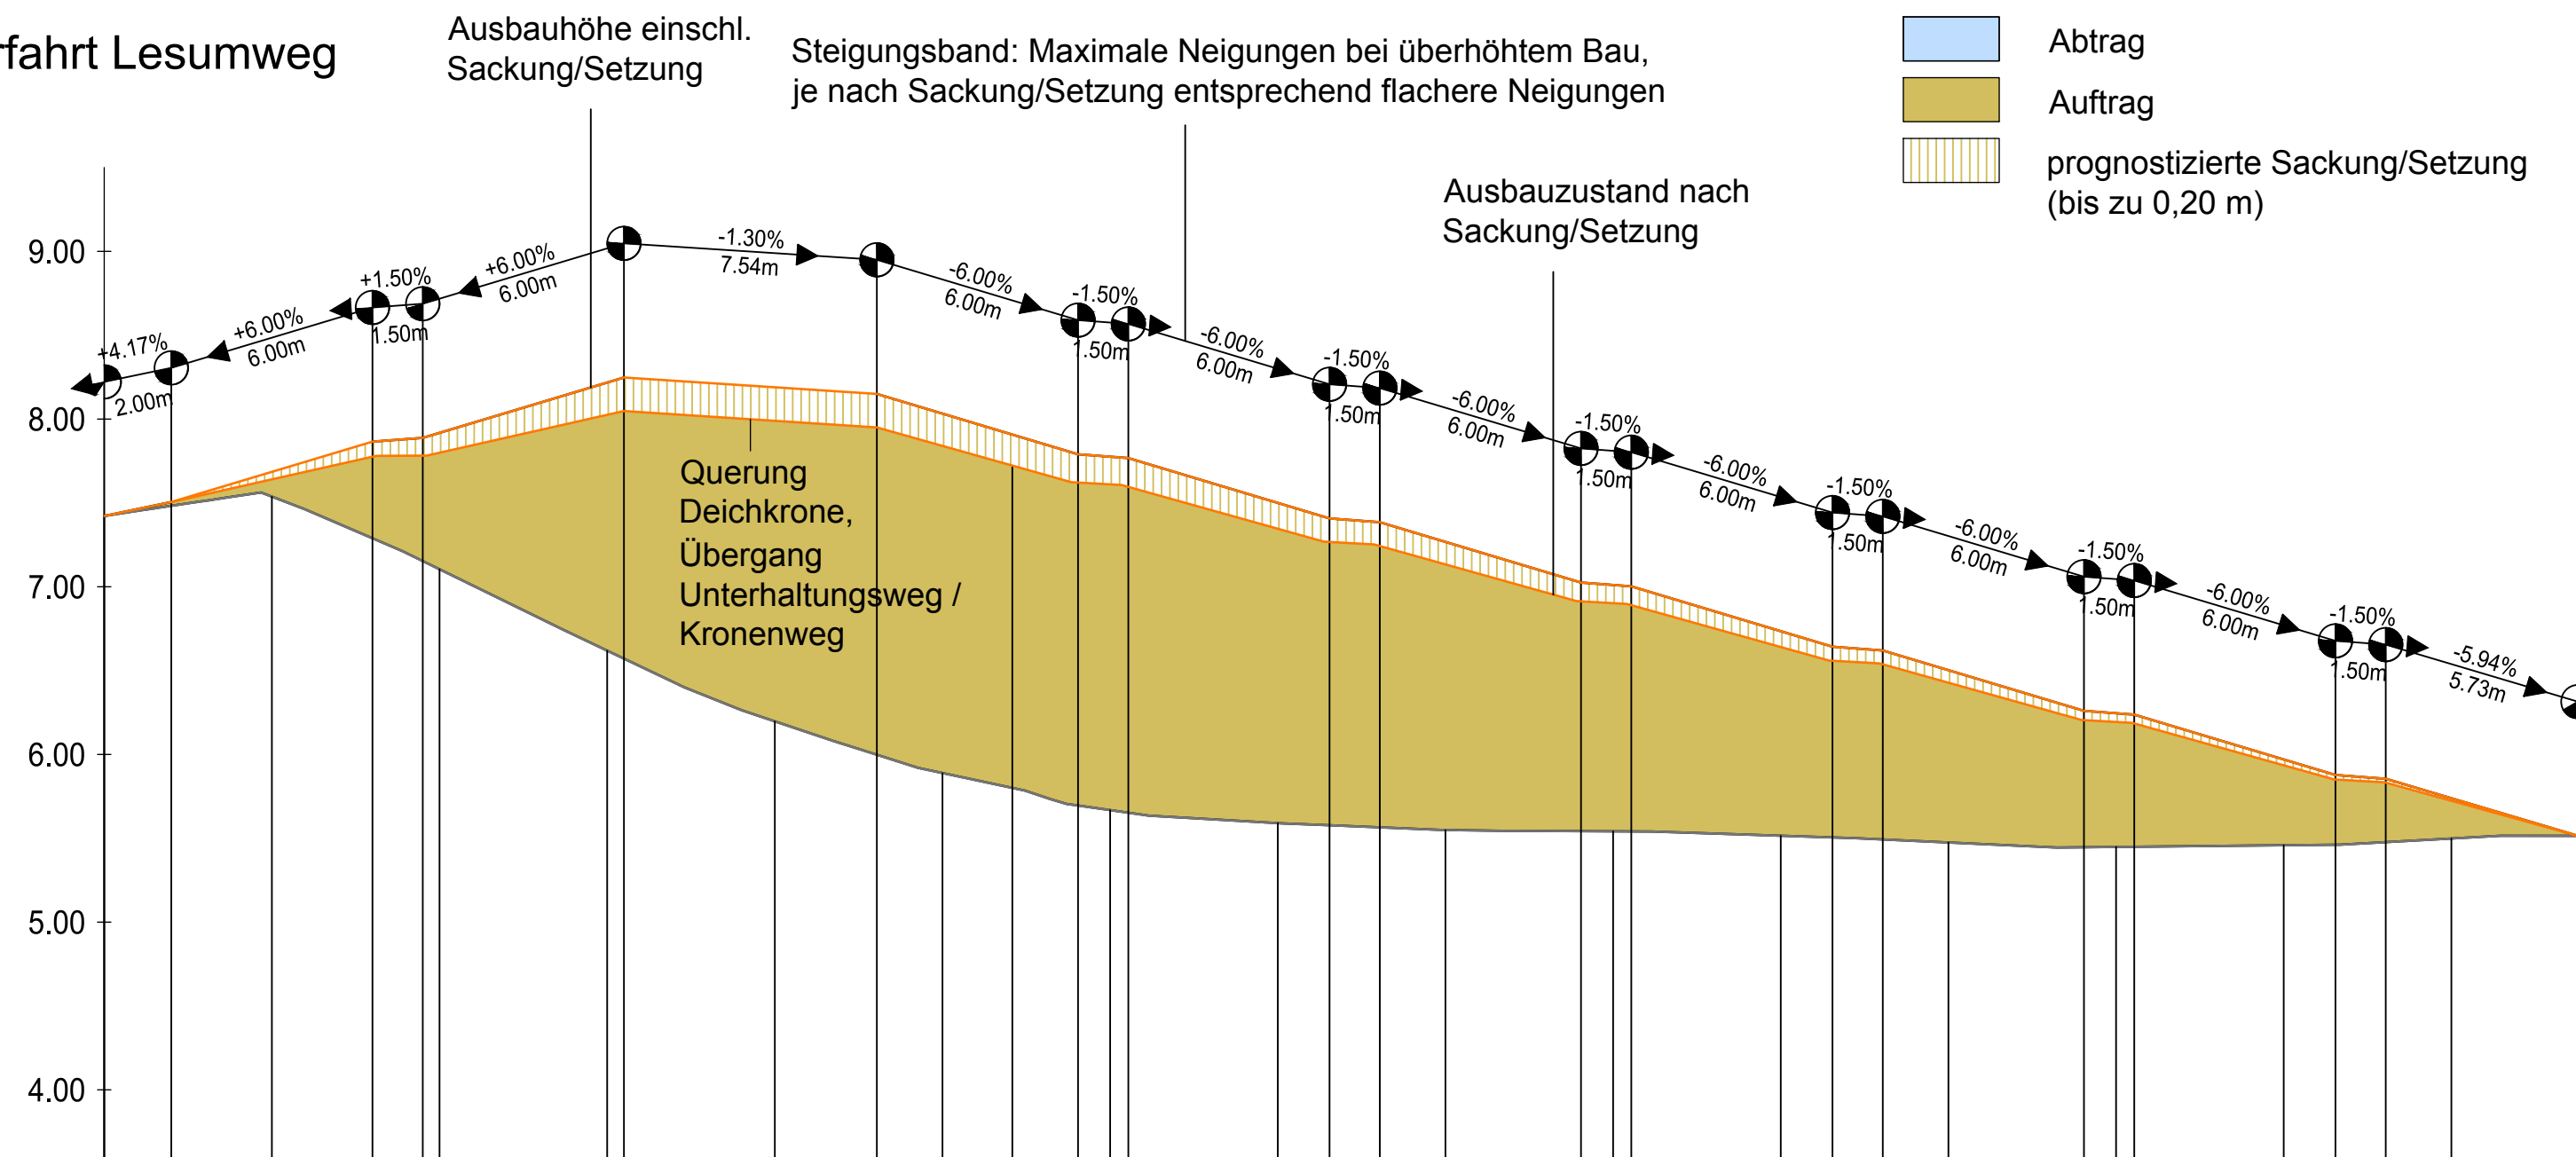 rfahrt Lesumweg
Ausbauhöhe einschl.
Sackung/Setzung
Steigungsband: Maximale Neigungen bei überhöhtem Bau,
je nach Sackung/Setzung entsprechend flachere Neigungen
Abtrag
Auftrag
prognostizierte Sackung/Setzung
(bis zu 0,20 m)
Ausbauzustand nach
Sackung/Setzung
9.00
8.00
7.00
6.00
5.00
4.00
+4.17%
2.00m
+6.00%
6.00m
+1.50%
1.50m
+6.00%
6.00m
-1.30%
7.54m
-6.00%
6.00m
-1.50%
1.50m
-6.00%
6.00m
-1.50%
1.50m
-6.00%
6.00m
-1.50%
1.50m
-6.00%
6.00m
-1.50%
1.50m
-6.00%
6.00m
-1.50%
1.50m
-6.00%
6.00m
-1.50%
1.50m
-5.94%
5.73m
Querung
Deichkrone,
Übergang
Unterhaltungsweg /
Kronenweg